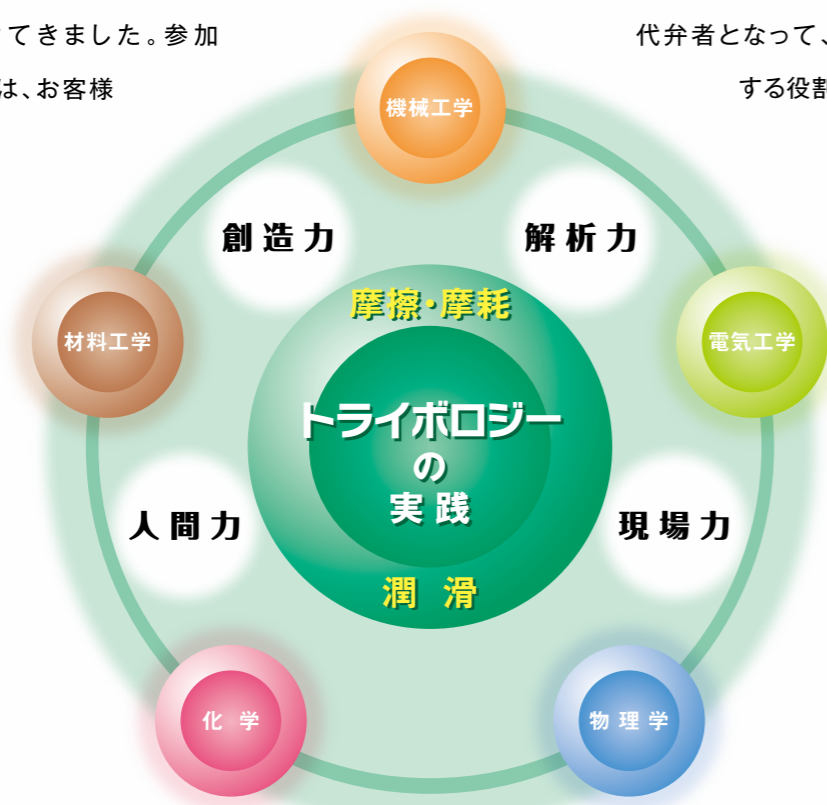 てきました。参加
は、お客様
代弁者となって、
する役割
機械工学
創造力
解析力
摩擦・摩耗
材料工学
電気工学
トライボロジー
の
実践
人間力
現場力
潤 滑
化 学
物理学